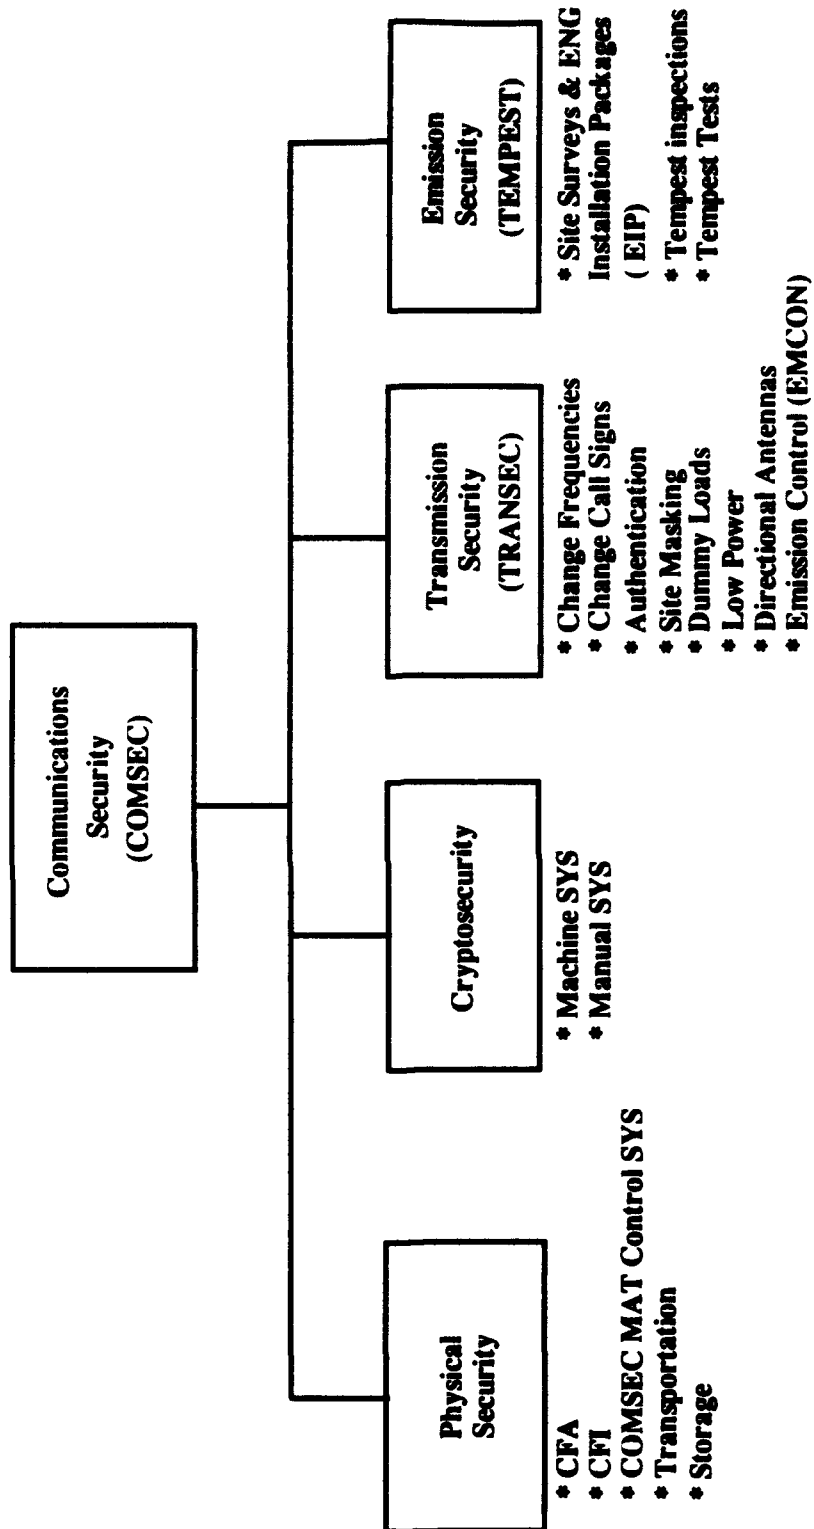 Communications
Security
(COMSEC)
Physical
Security
* CFA
* CFI
* COMSEC MAT Control SYS
* Transportation
* Storage
Cryptosecurity
* Machine SYS
* Manual SYS
Transmission
Security
(TRANSEC)
* Change Frequencies
* Change Call Signs
* Authentication
* Site Masking
* Dummy Loads
* Low Power
* Directional Antennas
* Emission Control (EMCON)
Emission
Security
(TEMPEST)
* Site Surveys & ENG
Installation Packages
( EIP)
* Tempest inspections
* Tempest Tests